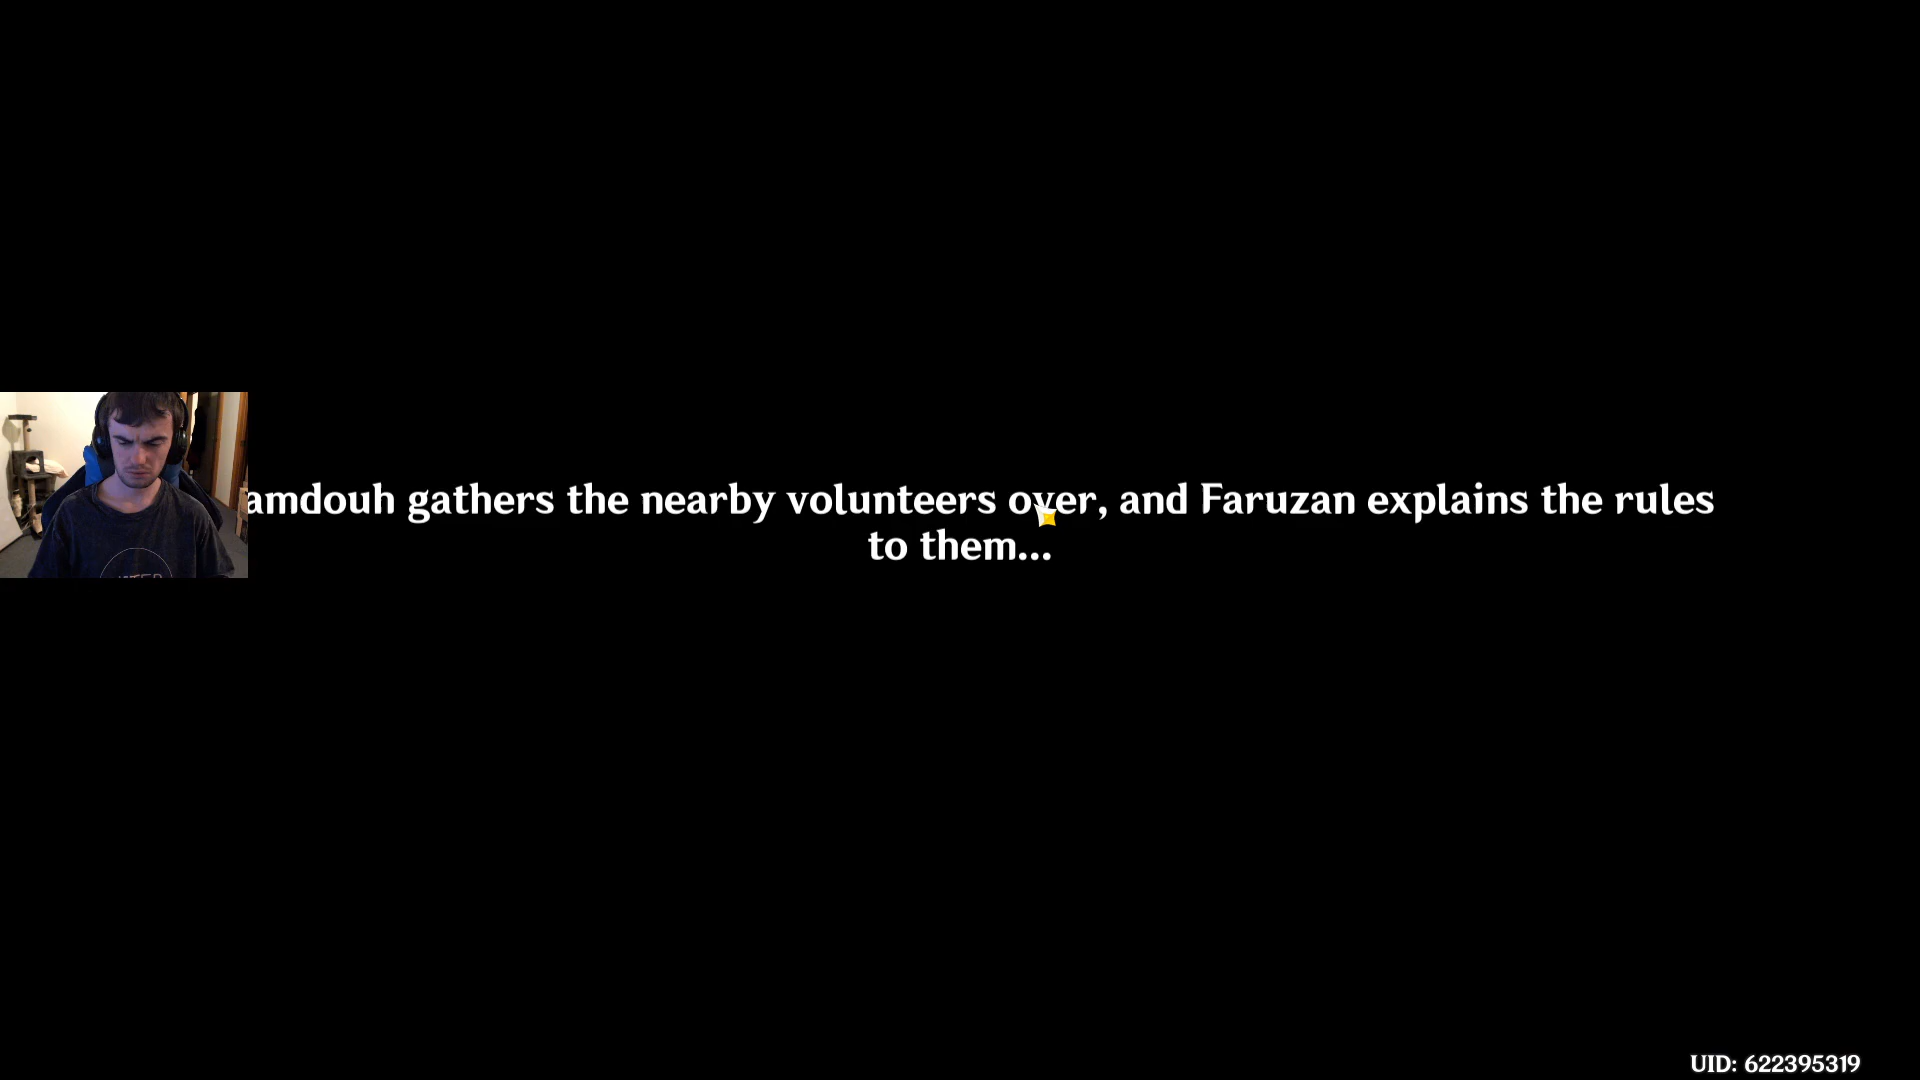 amdouh gathers the nearby volunteers over, and Faruzan explains the rules
to them...
UID: 622395319